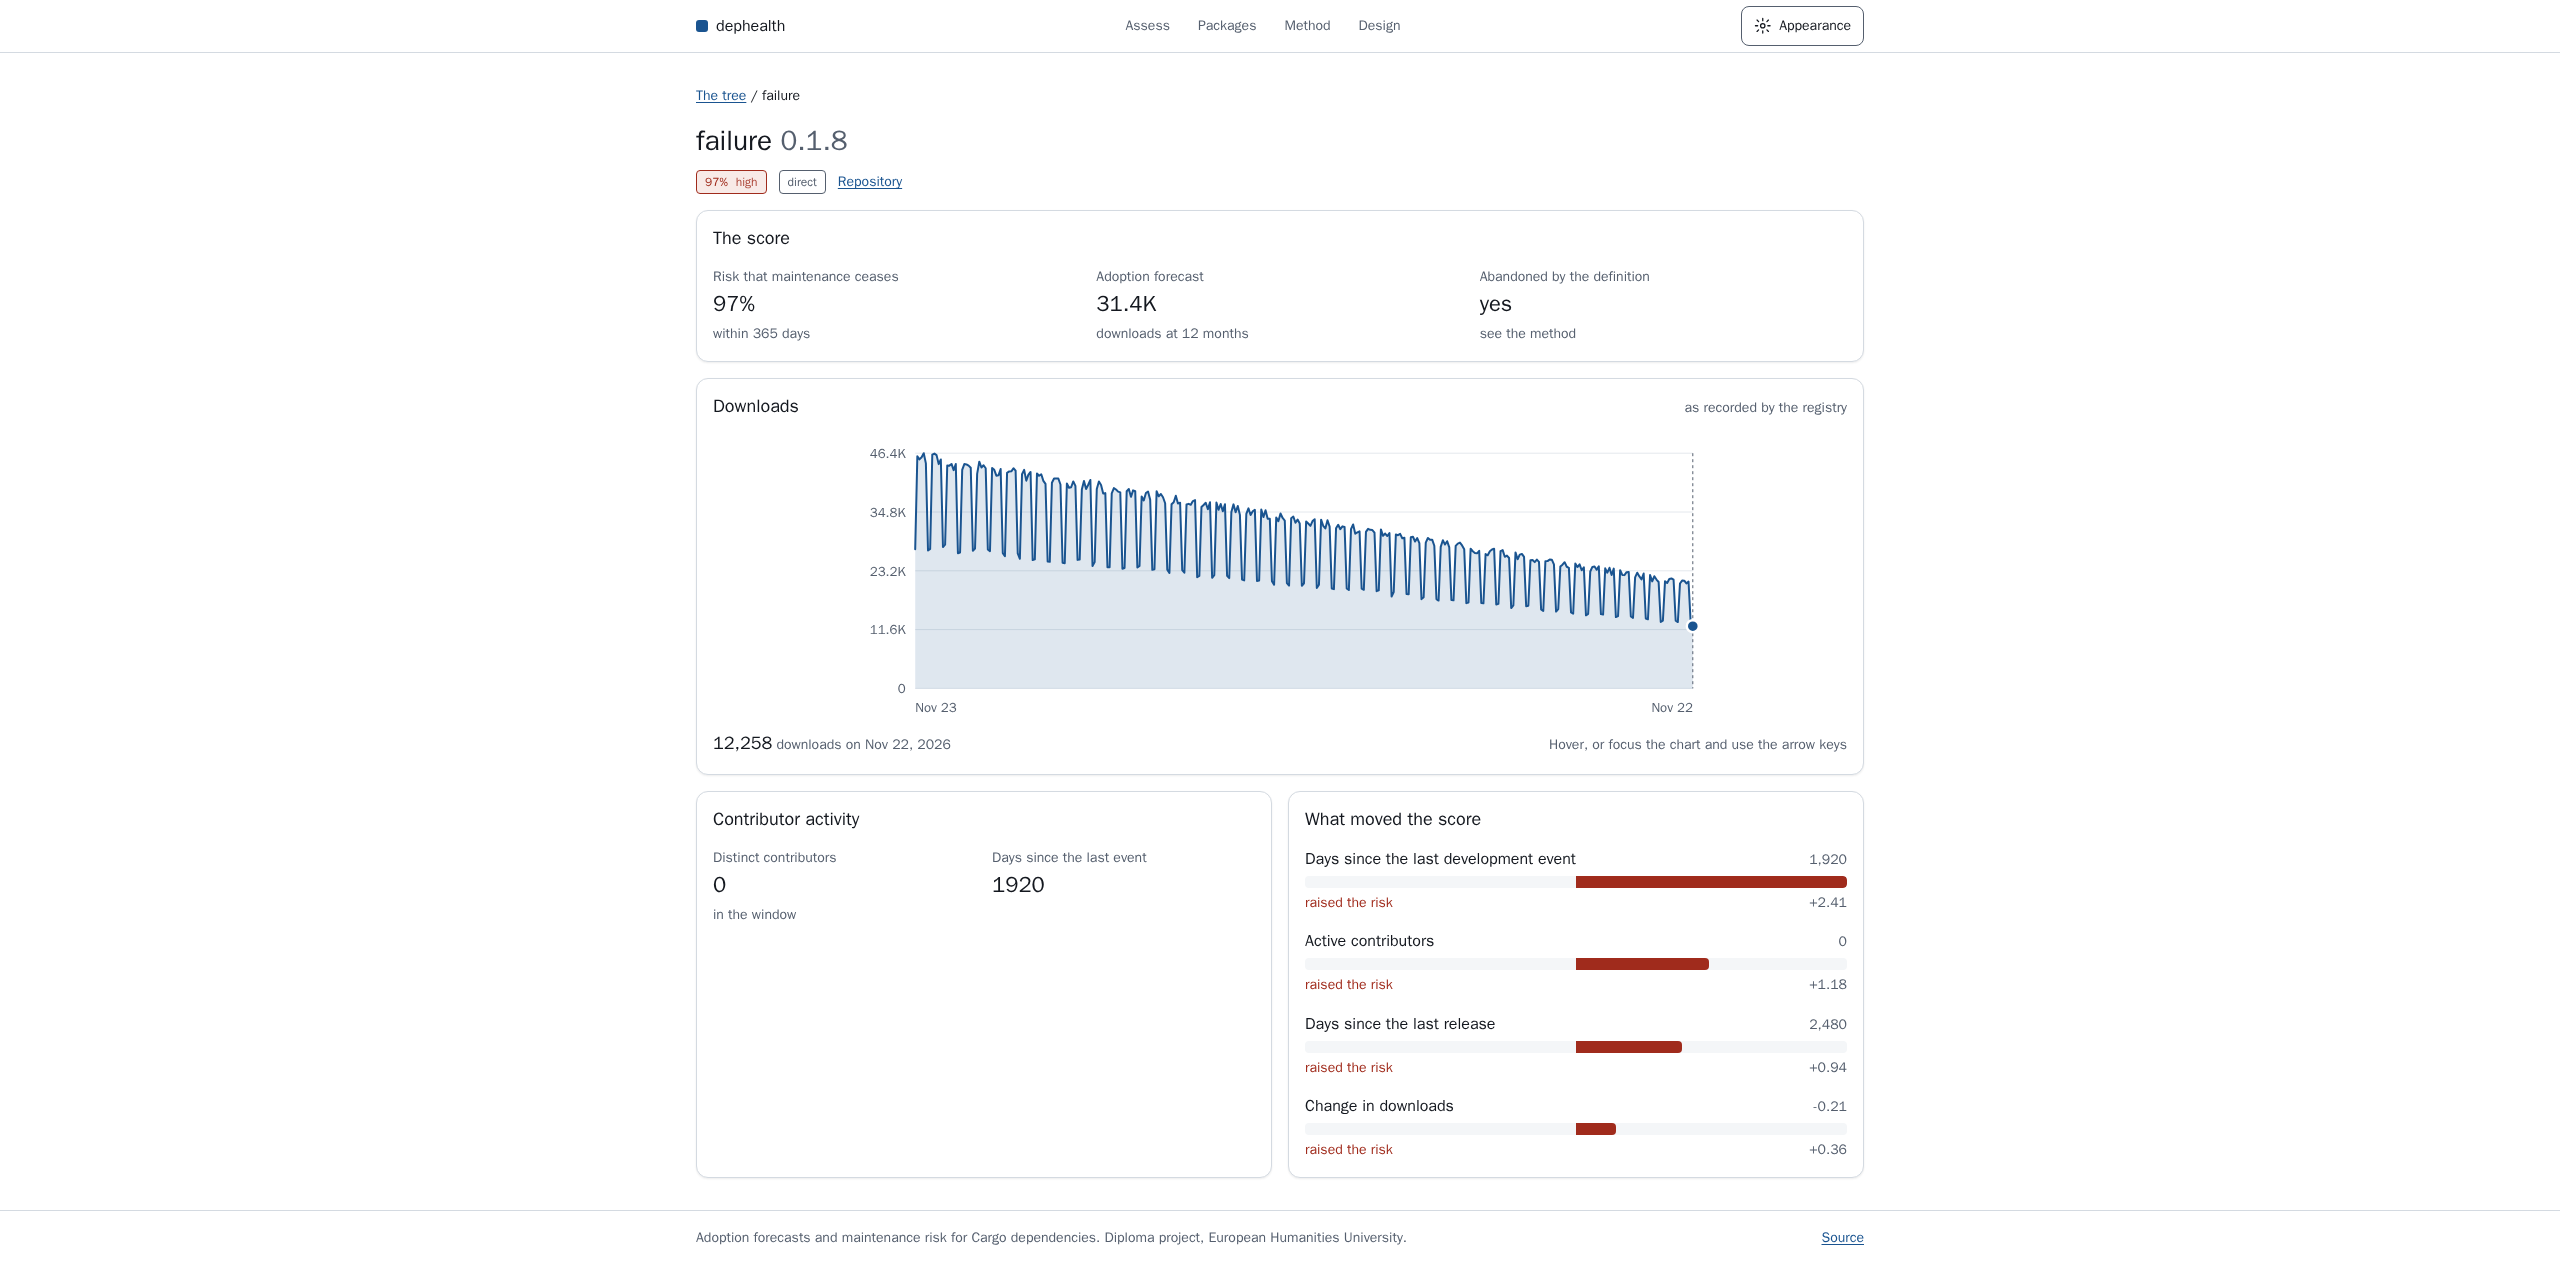 dephealth
Assess Packages Method Design
Appearance
The tree / failure
failure 0.1.8
97% high direct Repository
The score
Risk that maintenance ceases
97%
within 365 days
Adoption forecast
31.4K
downloads at 12 months
Abandoned by the definition
yes
see the method
Downloads
as recorded by the registry
46.4K
34.8K
23.2K
11.6K
0
Nov 23
Nov 22
12,258 downloads on Nov 22, 2026
Hover, or focus the chart and use the arrow keys
Contributor activity
Distinct contributors
0
in the window
Days since the last event
1920
What moved the score
Days since the last development event 1,920
raised the risk +2.41
Active contributors 0
raised the risk +1.18
Days since the last release 2,480
raised the risk +0.94
Change in downloads -0.21
raised the risk +0.36
Adoption forecasts and maintenance risk for Cargo dependencies. Diploma project, European Humanities University.
Source